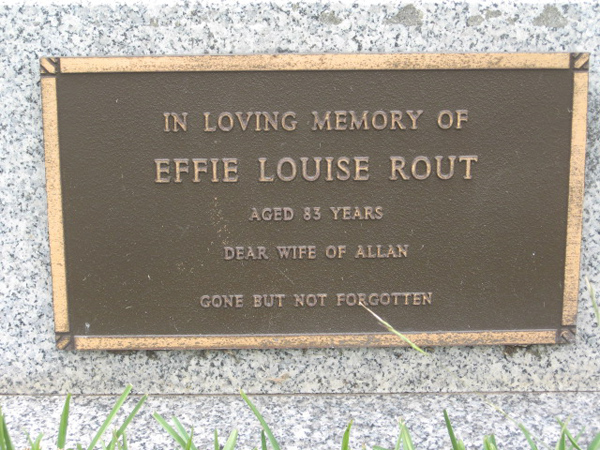 IN LOVING MEMORY OF
EFFIE LOUISE ROUT
AGED 83 YEARS
DEAR WIFE OF ALLAN
GONE BUT NOT FORGOTTEN